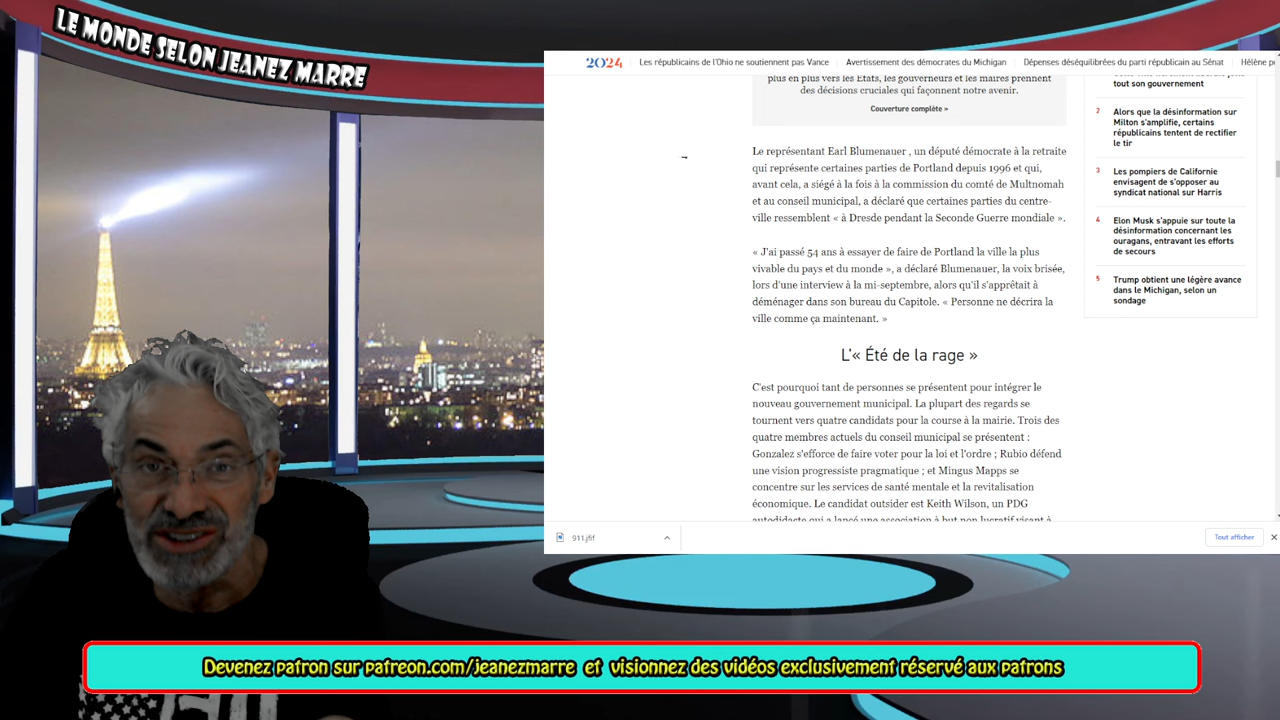 LE MONDE SELON JEANEZ MARRE
2024
Les républicains de l'Ohio ne soutiennent pas Vance
Avertissement des démocrates du Michigan
Dépenses déséquilibrées du parti républicain au Sénat
plus en plus vers les États, les gouverneurs et les maires prennent
des décisions cruciales qui façonnent notre avenir.
Couverture complète »
Le représentant Earl Blumenauer , un député démocrate à la retraite
qui représente certaines parties de Portland depuis 1996 et qui,
avant cela, a siégé à la fois à la commission du comté de Multnomah
et au conseil municipal, a déclaré que certaines parties du centre-
ville ressemblent « à Dresde pendant la Seconde Guerre mondiale ».
« J'ai passé 54 ans à essayer de faire de Portland la ville la plus
vivable du pays et du monde », a déclaré Blumenauer, la voix brisée,
lors d'une interview à la mi-septembre, alors qu'il s'apprêtait à
déménager dans son bureau du Capitole. « Personne ne décrira la
ville comme ça maintenant. »
L'« Été de la rage »
C'est pourquoi tant de personnes se présentent pour intégrer le
nouveau gouvernement municipal. La plupart des regards se
tournent vers quatre candidats pour la course à la mairie. Trois des
quatre membres actuels du conseil municipal se présentent :
Gonzalez s'efforce de faire voter pour la loi et l'ordre ; Rubio défend
une vision progressiste pragmatique ; et Mingus Mapps se
concentre sur les services de santé mentale et la revitalisation
économique. Le candidat outsider est Keith Wilson, un PDG
autodidacte qui a lancé une association à but non lucratif visant à
tout son gouvernement
2 Alors que la désinformation sur
Milton s'amplifie, certains
républicains tentent de rectifier
le tir
3 Les pompiers de Californie
envisagent de s'opposer au
syndicat national sur Harris
4 Elon Musk s'appuie sur toute la
désinformation concernant les
ouragans, entravant les efforts
de secours
5 Trump obtient une légère avance
dans le Michigan, selon un
sondage
911.jfif
Tout afficher
Devenez patron sur patreon.com/jeanezmarre et visionnez des vidéos exclusivement réservé aux patrons